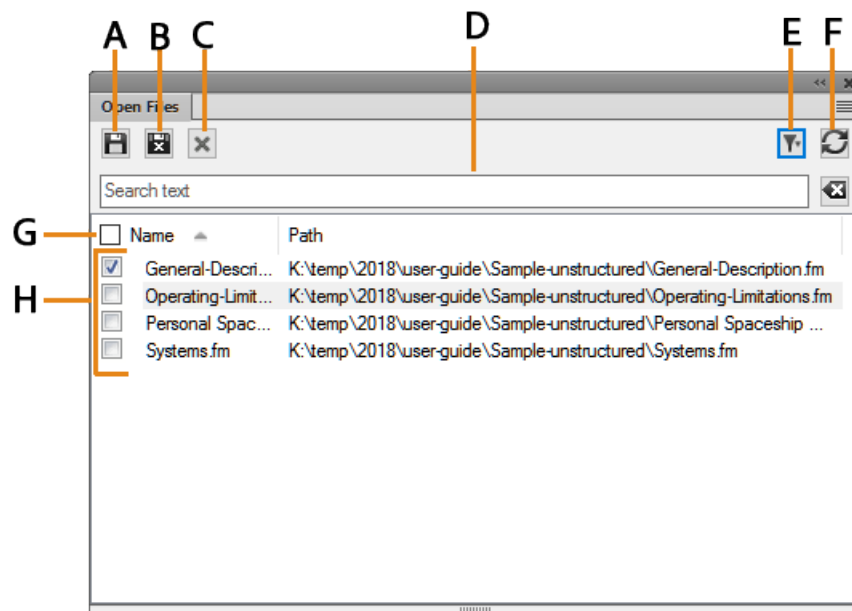 A B C D E F
Open Files
Search text
G Name Path
H
General-Descri... K:\temp\2018\user-guide\Sample-unstructured\General-Description.fm
Operating-Limit... K:\temp\2018\user-guide\Sample-unstructured\Operating-Limitations.fm
Personal Spac... K:\temp\2018\user-guide\Sample-unstructured\Personal Spaceship ...
Systems.fm K:\temp\2018\user-guide\Sample-unstructured\Systems.fm